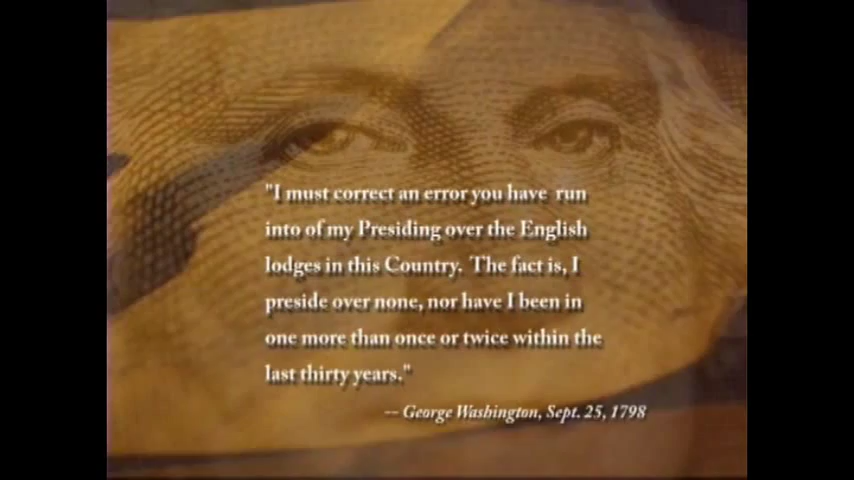 "I must correct an error you have run
into of my Presiding over the English
lodges in this Country. The fact is, I
preside over none, nor have I been in
one more than once or twice within the
last thirty years."
-- George Washington, Sept. 25, 1798